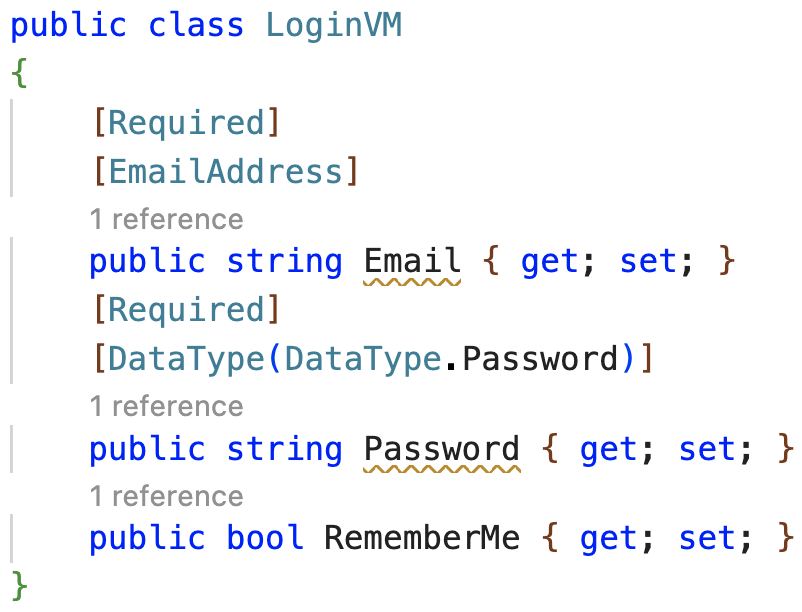 public class LoginVM
{
[Required]
[EmailAddress]
1 reference
public string Email { get; set; }
[Required]
[DataType(DataType.Password)]
1 reference
public string Password { get; set; }
1 reference
public bool RememberMe { get; set; }
}